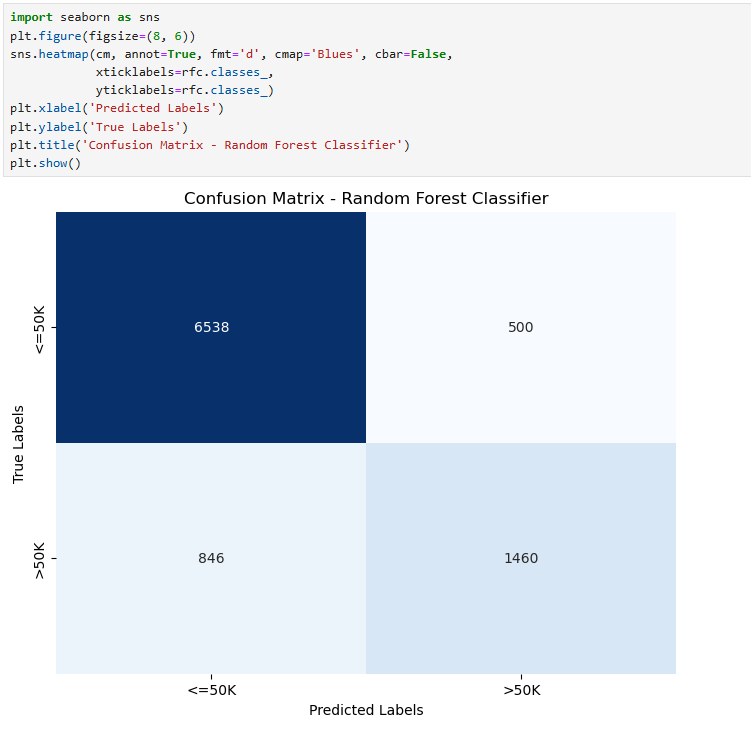 import seaborn as sns
plt.figure(figsize=(8, 6))
sns.heatmap(cm, annot=True, fmt='d', cmap='Blues', cbar=False,
            xticklabels=rfc.classes_,
            yticklabels=rfc.classes_)
plt.xlabel('Predicted Labels')
plt.ylabel('True Labels')
plt.title('Confusion Matrix - Random Forest Classifier')
plt.show()
Confusion Matrix - Random Forest Classifier
<=50K
6538
500
True Labels
>50K
846
1460
<=50K
>50K
Predicted Labels